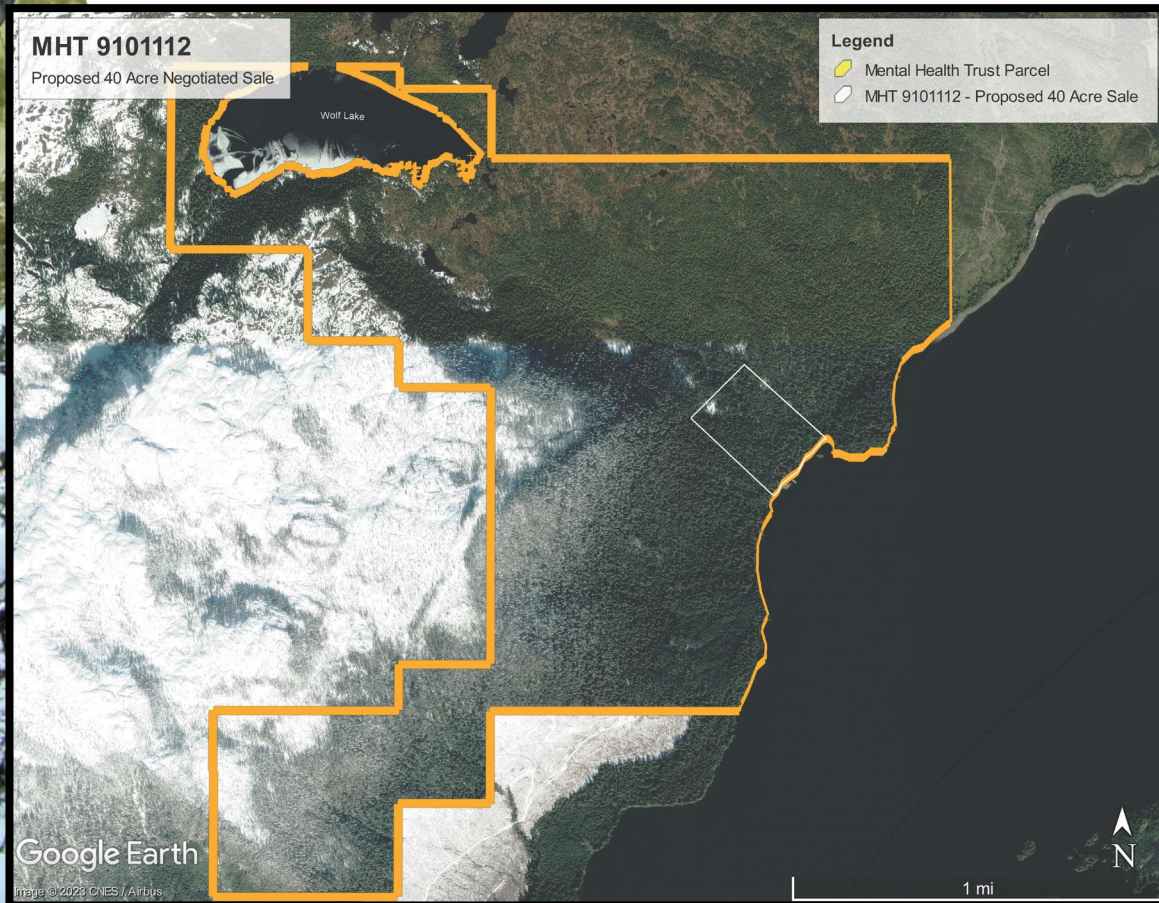 MHT 9101112
Proposed 40 Acre Negotiated Sale
Legend
Mental Health Trust Parcel
MHT 9101112 - Proposed 40 Acre Sale
Wolf Lake
Google Earth
Image © 2023 CNES / Airbus
N
1 mi